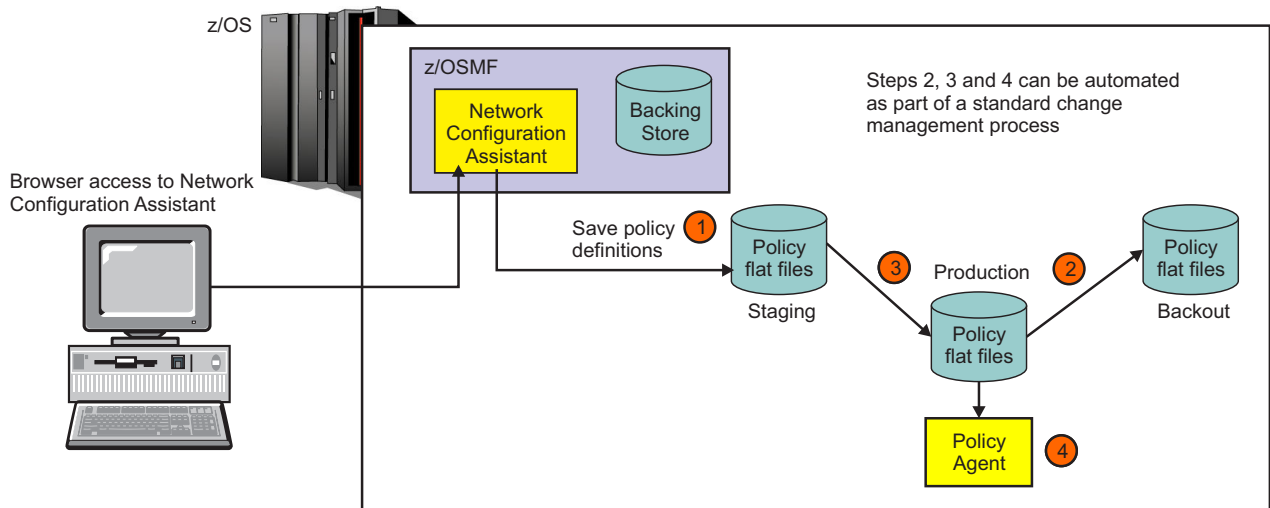 z/OS
z/OSMF
Network
Configuration
Assistant
Backing
Store
Steps 2, 3 and 4 can be automated
as part of a standard change
management process
Browser access to Network
Configuration Assistant
Save policy
definitions
1
Policy
flat files
Staging
3
Production
2
Policy
flat files
Backout
Policy
flat files
Policy
Agent
4